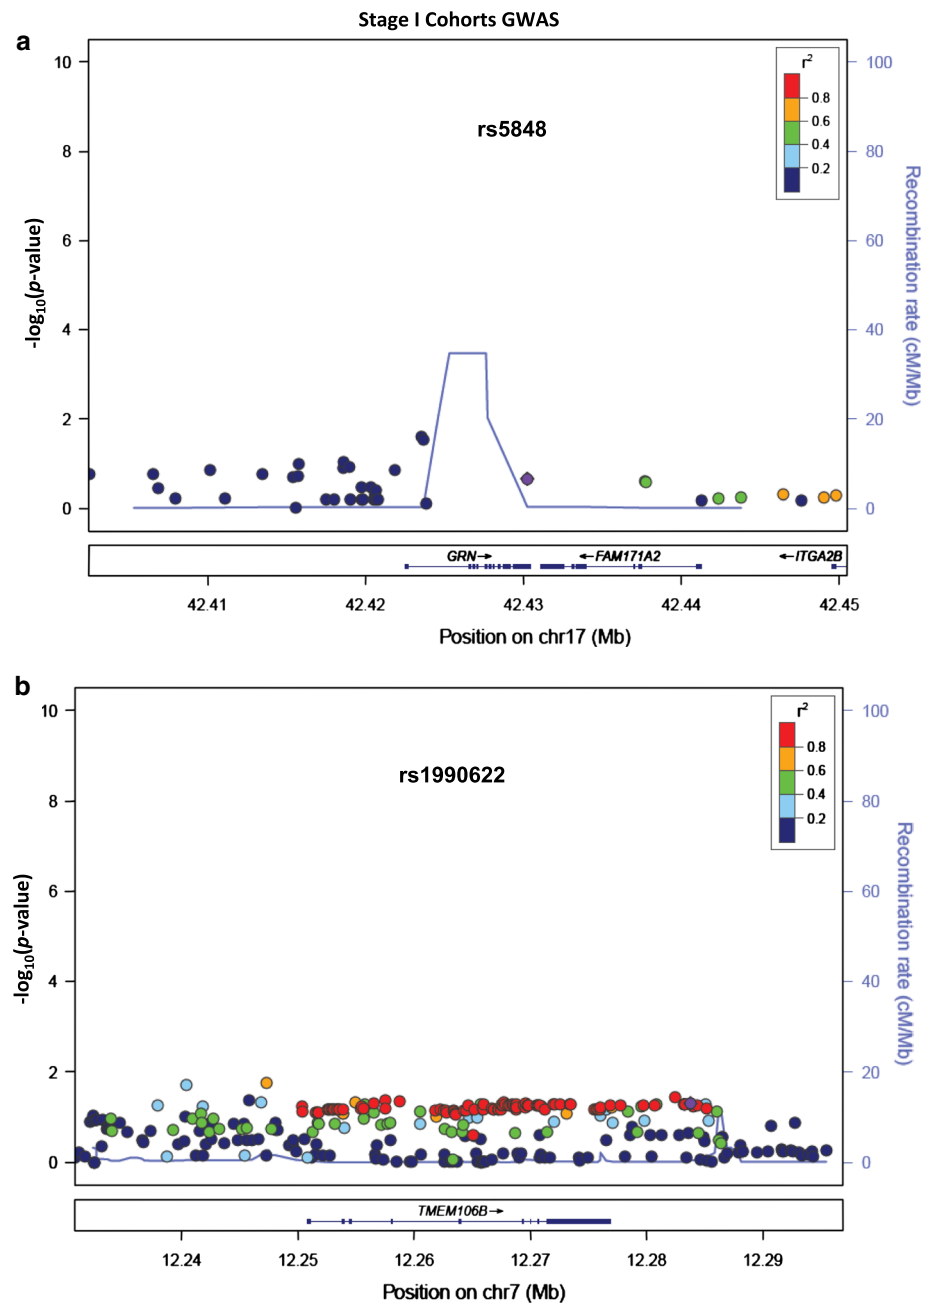 Stage I Cohorts GWAS
a
r²
0.8
0.6
0.4
0.2
rs5848
10
8
6
4
2
0
-log₁₀(p-value)
100
80
60
40
20
0
Recombination rate (cM/Mb)
GRN→
←FAM171A2
←ITGA2B
42.41 42.42 42.43 42.44 42.45
Position on chr17 (Mb)
b
r²
0.8
0.6
0.4
0.2
rs1990622
10
8
6
4
2
0
-log₁₀(p-value)
100
80
60
40
20
0
Recombination rate (cM/Mb)
TMEM106B→
12.24 12.25 12.26 12.27 12.28 12.29
Position on chr7 (Mb)